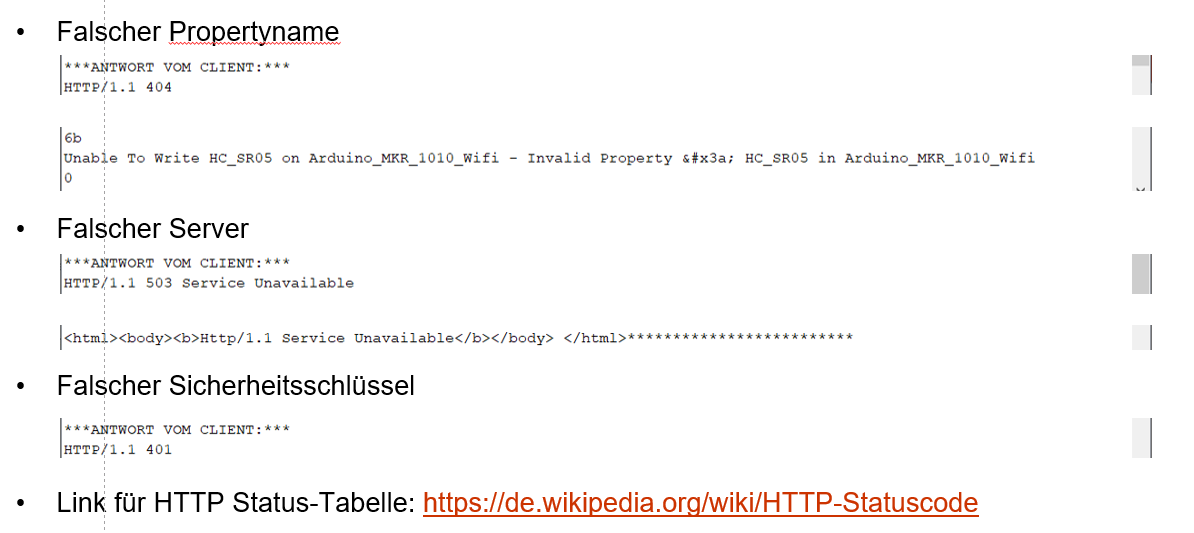 • Falscher Propertyname
***ANTWORT VOM CLIENT:***
HTTP/1.1 404
6b
Unable To Write HC_SR05 on Arduino_MKR_1010_Wifi - Invalid Property &#x3a; HC_SR05 in Arduino_MKR_1010_Wifi
0
• Falscher Server
***ANTWORT VOM CLIENT:***
HTTP/1.1 503 Service Unavailable
<html><body><b>Http/1.1 Service Unavailable</b></body> </html>*************************
• Falscher Sicherheitsschlüssel
***ANTWORT VOM CLIENT:***
HTTP/1.1 401
• Link für HTTP Status-Tabelle: https://de.wikipedia.org/wiki/HTTP-Statuscode